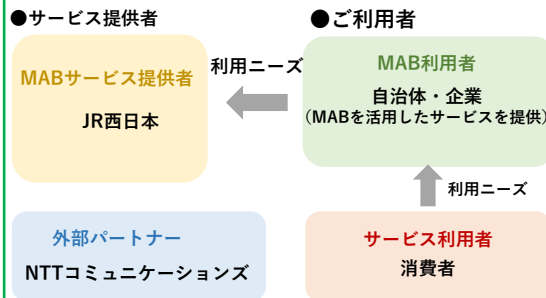 ●サービス提供者
●ご利用者
MABサービス提供者
JR西日本
利用ニーズ
MAB利用者
自治体・企業
(MABを活用したサービスを提供)
利用ニーズ
外部パートナー
NTTコミュニケーションズ
サービス利用者
消費者